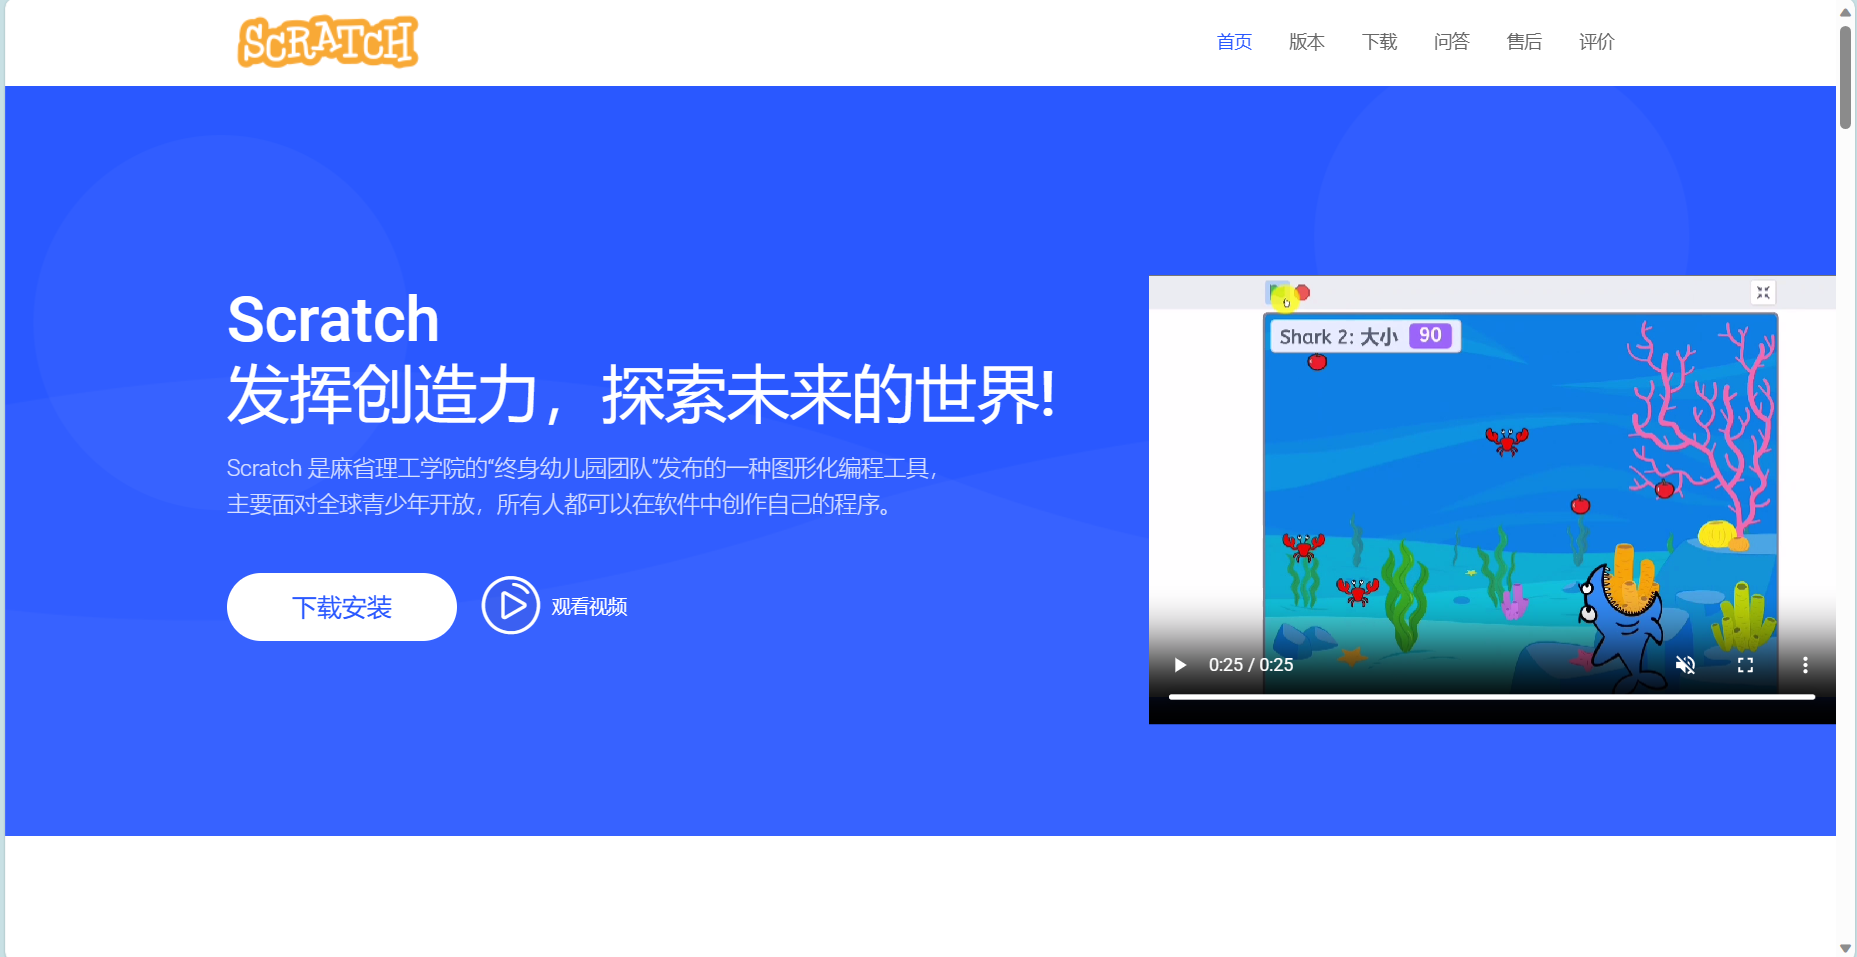 SCRATCH
首页 版本 下载 问答 售后 评价
Scratch
发挥创造力，探索未来的世界!
Scratch 是麻省理工学院的“终身幼儿园团队”发布的一种图形化编程工具，
主要面对全球青少年开放，所有人都可以在软件中创作自己的程序。
下载安装
观看视频
Shark 2: 大小 90
0:25 / 0:25